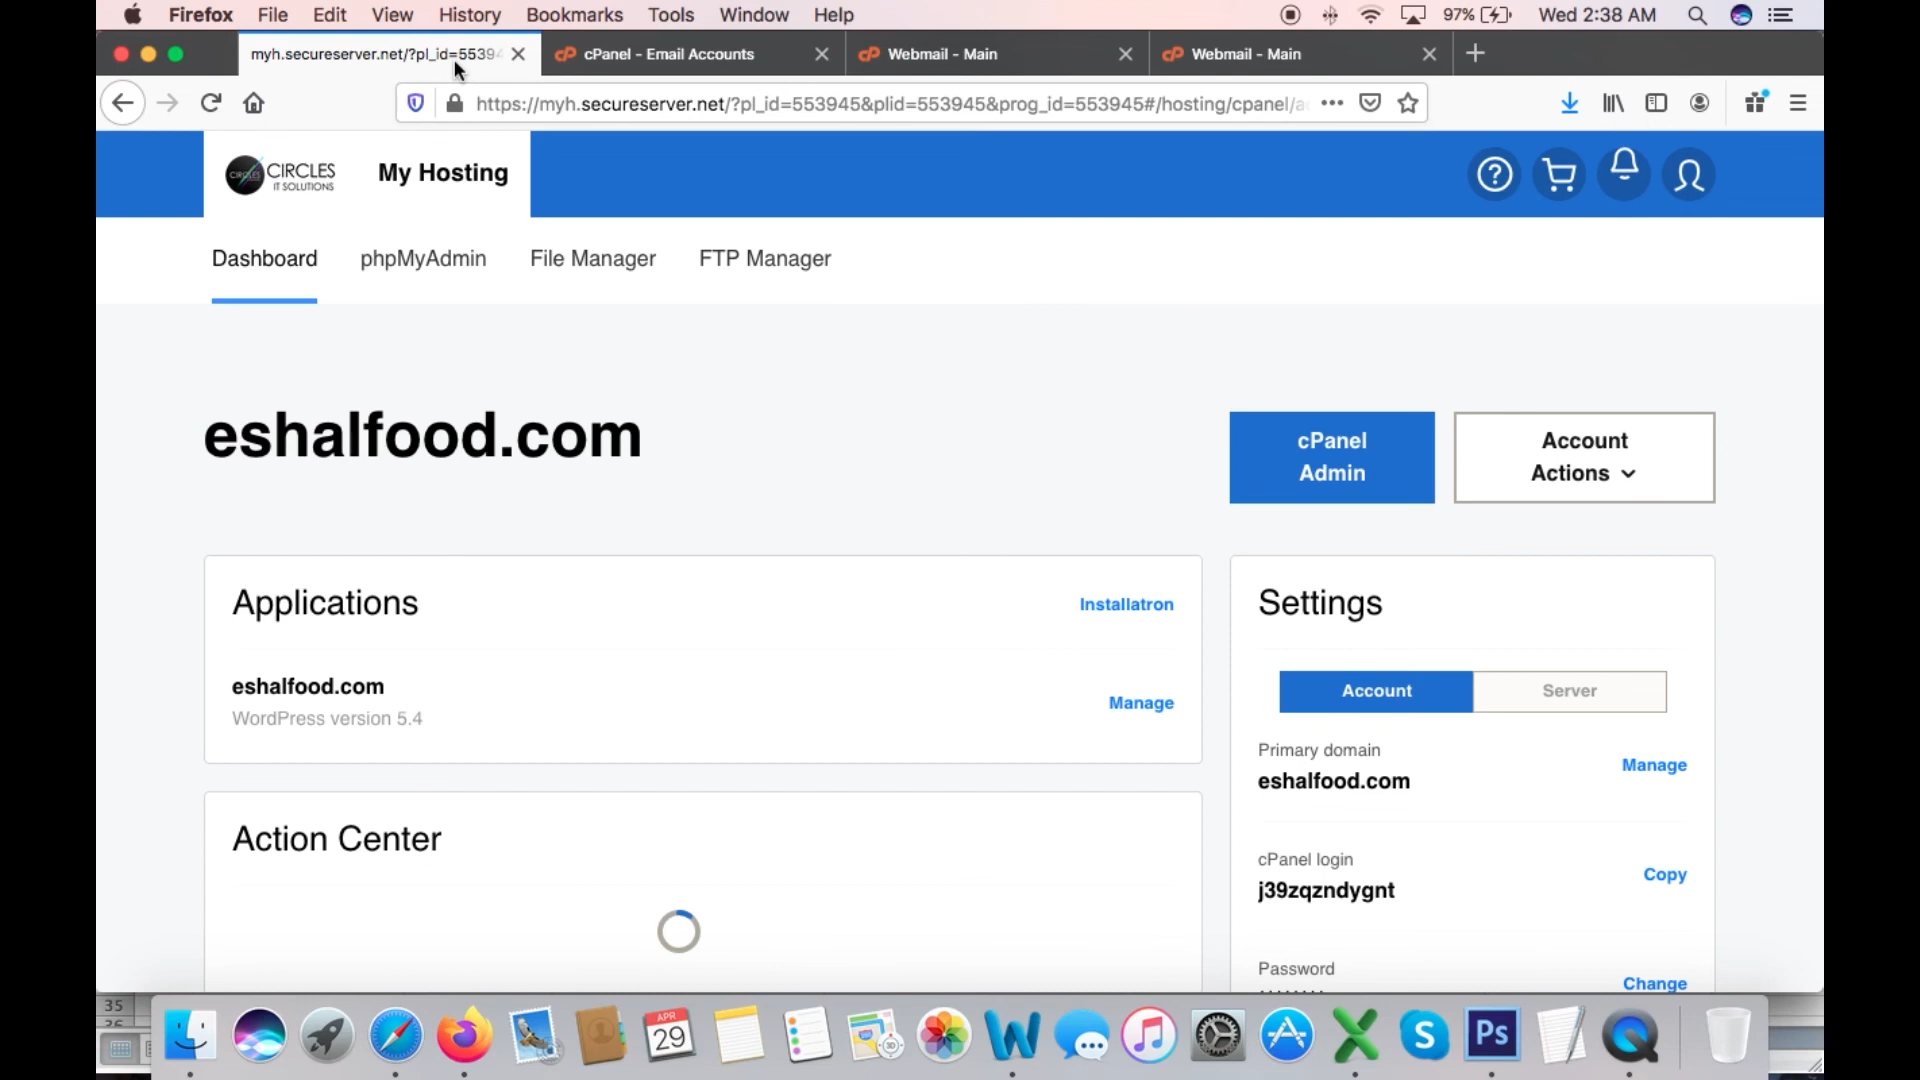 Firefox File Edit View History Bookmarks Tools Window Help 97% Wed 2:38 AM
myh.secureserver.net/?pl_id=5539 cPanel - Email Accounts Webmail - Main Webmail - Main
https://myh.secureserver.net/?pl_id=553945&plid=553945&prog_id=553945#/hosting/cpanel/a
CIRCLES
IT SOLUTIONS
My Hosting
Dashboard phpMyAdmin File Manager FTP Manager
eshalfood.com
cPanel
Admin
Account
Actions
Applications
Installatron
eshalfood.com
WordPress version 5.4
Manage
Action Center
Settings
Account Server
Primary domain
eshalfood.com
Manage
cPanel login
j39zqzndygnt
Copy
Password
Change
35
APR
29
Ps